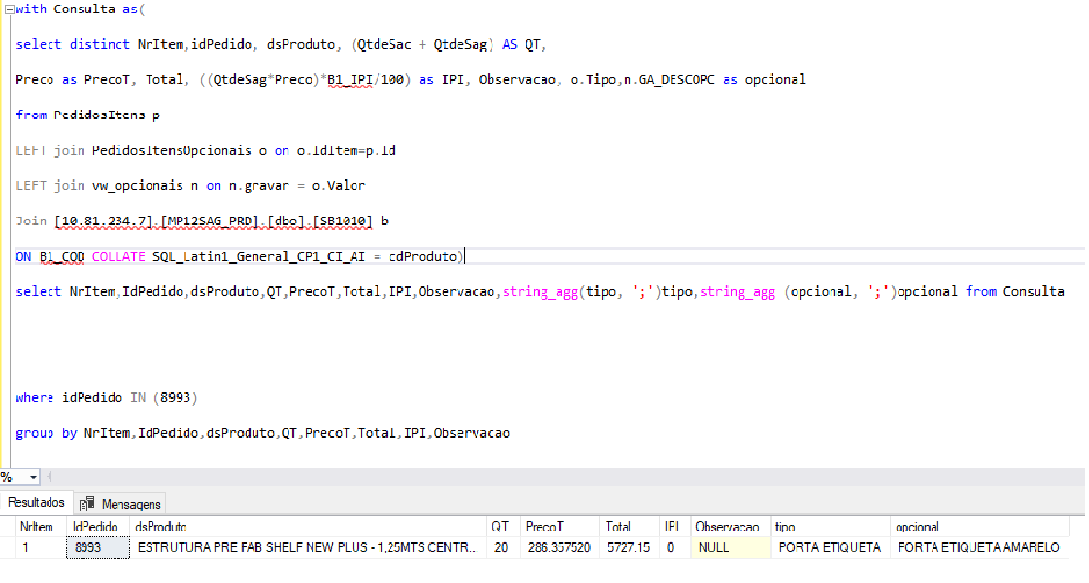 with Consulta as(
select distinct NrItem,idPedido, dsProduto, (QtdeSac + QtdeSag) AS QT,
Preco as PrecoT, Total, ((QtdeSag*Preco)*B1_IPI/100) as IPI, Observacao, o.Tipo,n.GA_DESCOPC as opcional
from PedidosItens p
LEFT join PedidosItensOpcionais o on o.IdItem=p.Id
LEFT join vw_opcionais n on n.gravar = o.Valor
Join [10.81.234.7].[MP12SAG_PRD].[dbo].[SB1010] b
ON B1_COD COLLATE SQL_Latin1_General_CP1_CI_AI = cdProduto)
select NrItem,IdPedido,dsProduto,QT,PrecoT,Total,IPI,Observacao,string_agg(tipo, ';')tipo,string_agg (opcional, ';')opcional from Consulta
where idPedido IN (8993)
group by NrItem,IdPedido,dsProduto,QT,PrecoT,Total,IPI,Observacao
%
Resultados Mensagens
NrItem IdPedido dsProduto QT PrecoT Total IPI Observacao tipo opcional
1 8993 ESTRUTURA PRE FAB SHELF NEW PLUS - 1,25MTS CENTR... 20 286.357520 5727.15 0 NULL PORTA ETIQUETA PORTA ETIQUETA AMARELO